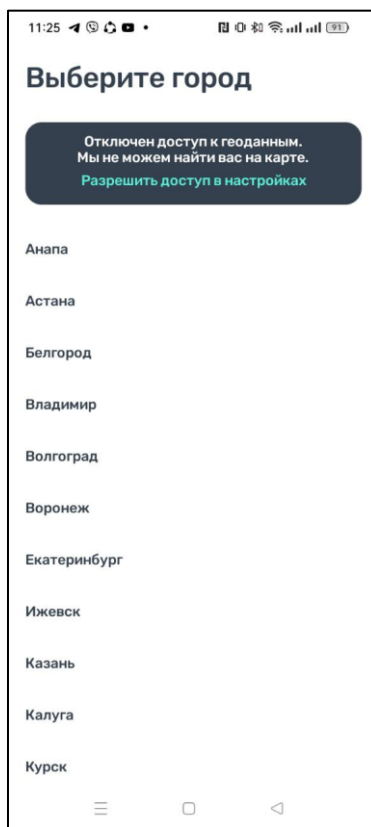 11:25
91
Выберите город
Отключен доступ к геоданным.
Мы не можем найти вас на карте.
Разрешить доступ в настройках
Анапа
Астана
Белгород
Владимир
Волгоград
Воронеж
Екатеринбург
Ижевск
Казань
Калуга
Курск